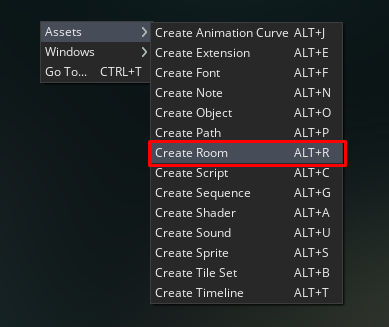 Assets
Windows
Go To... CTRL+T
Create Animation Curve ALT+J
Create Extension ALT+E
Create Font ALT+F
Create Note ALT+N
Create Object ALT+O
Create Path ALT+P
Create Room ALT+R
Create Script ALT+C
Create Sequence ALT+G
Create Shader ALT+A
Create Sound ALT+U
Create Sprite ALT+S
Create Tile Set ALT+B
Create Timeline ALT+T